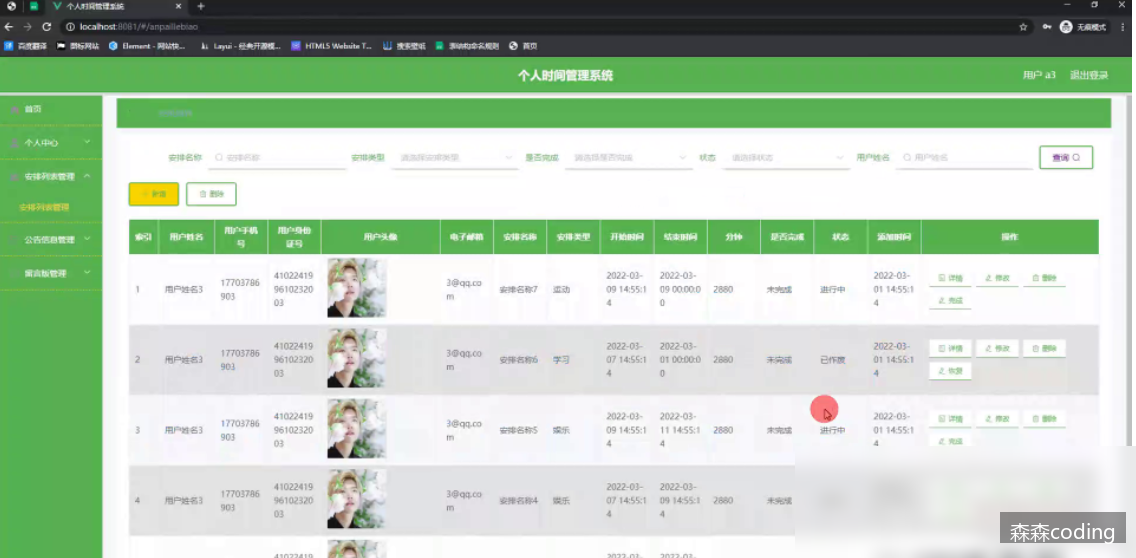 个人时间管理系统
localhost:8081/#/anpailiebiao
无痕模式
百度翻译 图标网站 Element - 网站快... Layui - 经典开源模... HTML5 Website T... 搜索壁纸 源码命名规则 首页
个人时间管理系统 用户 a3 退出登录
首页
个人中心
安排列表管理
安排列表管理
公告信息管理
留言版管理
安排名称 安排名称 安排类型 请选择安排类型 是否完成 请选择是否完成 状态 请选择状态 用户姓名 用户姓名 查询
新增 删除
索引 用户姓名 用户手机号 用户身份证号 用户头像 电子邮箱 安排名称 安排类型 开始时间 结束时间 分钟 是否完成 状态 添加时间 操作
1 用户姓名3 17703786903 410224199610232003 3@qq.com 安排名称7 运动 2022-03-09 14:55:14 2022-03-09 00:00:00 2880 未完成 进行中 2022-03-01 14:55:14 详情 修改 删除
完成
2 用户姓名3 17703786903 410224199610232003 3@qq.com 安排名称6 学习 2022-03-07 14:55:14 2022-03-01 00:00:00 2880 未完成 已作废 2022-03-01 14:55:14 详情 修改 删除
恢复
3 用户姓名3 17703786903 410224199610232003 3@qq.com 安排名称5 娱乐 2022-03-09 14:55:14 2022-03-11 14:55:14 2880 未完成 进行中 2022-03-01 14:55:14 详情 修改 删除
完成
4 用户姓名3 17703786903 410224199610232003 3@qq.com 安排名称4 娱乐 2022-03-07 14:55:14 2022-03-09 14:55:14 2880 未完成
森森coding